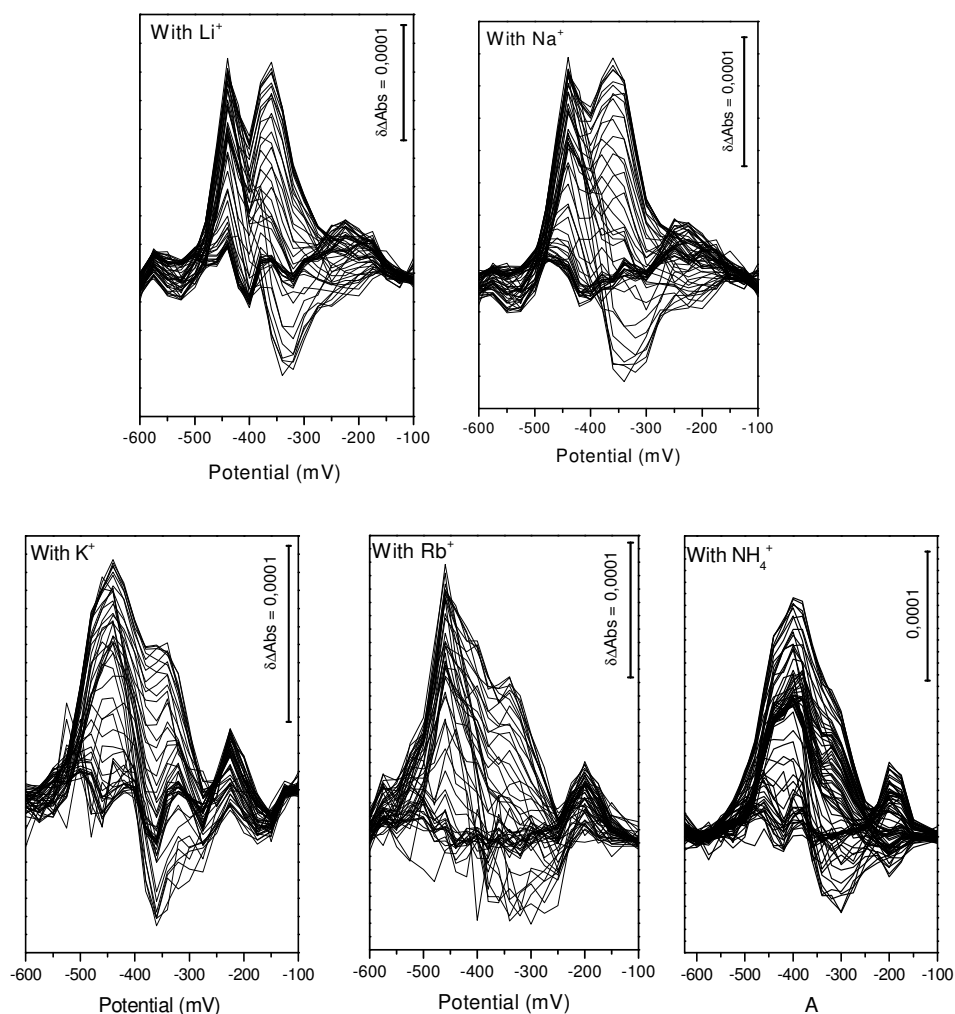 With Li⁺
δΔAbs = 0,0001
-600 -500 -400 -300 -200 -100
Potential (mV)
With Na⁺
δΔAbs = 0,0001
-600 -500 -400 -300 -200 -100
Potential (mV)
With K⁺
δΔAbs = 0,0001
-600 -500 -400 -300 -200 -100
Potential (mV)
With Rb⁺
δΔAbs = 0,0001
-600 -500 -400 -300 -200 -100
Potential (mV)
With NH₄⁺
0,0001
-600 -500 -400 -300 -200 -100
A